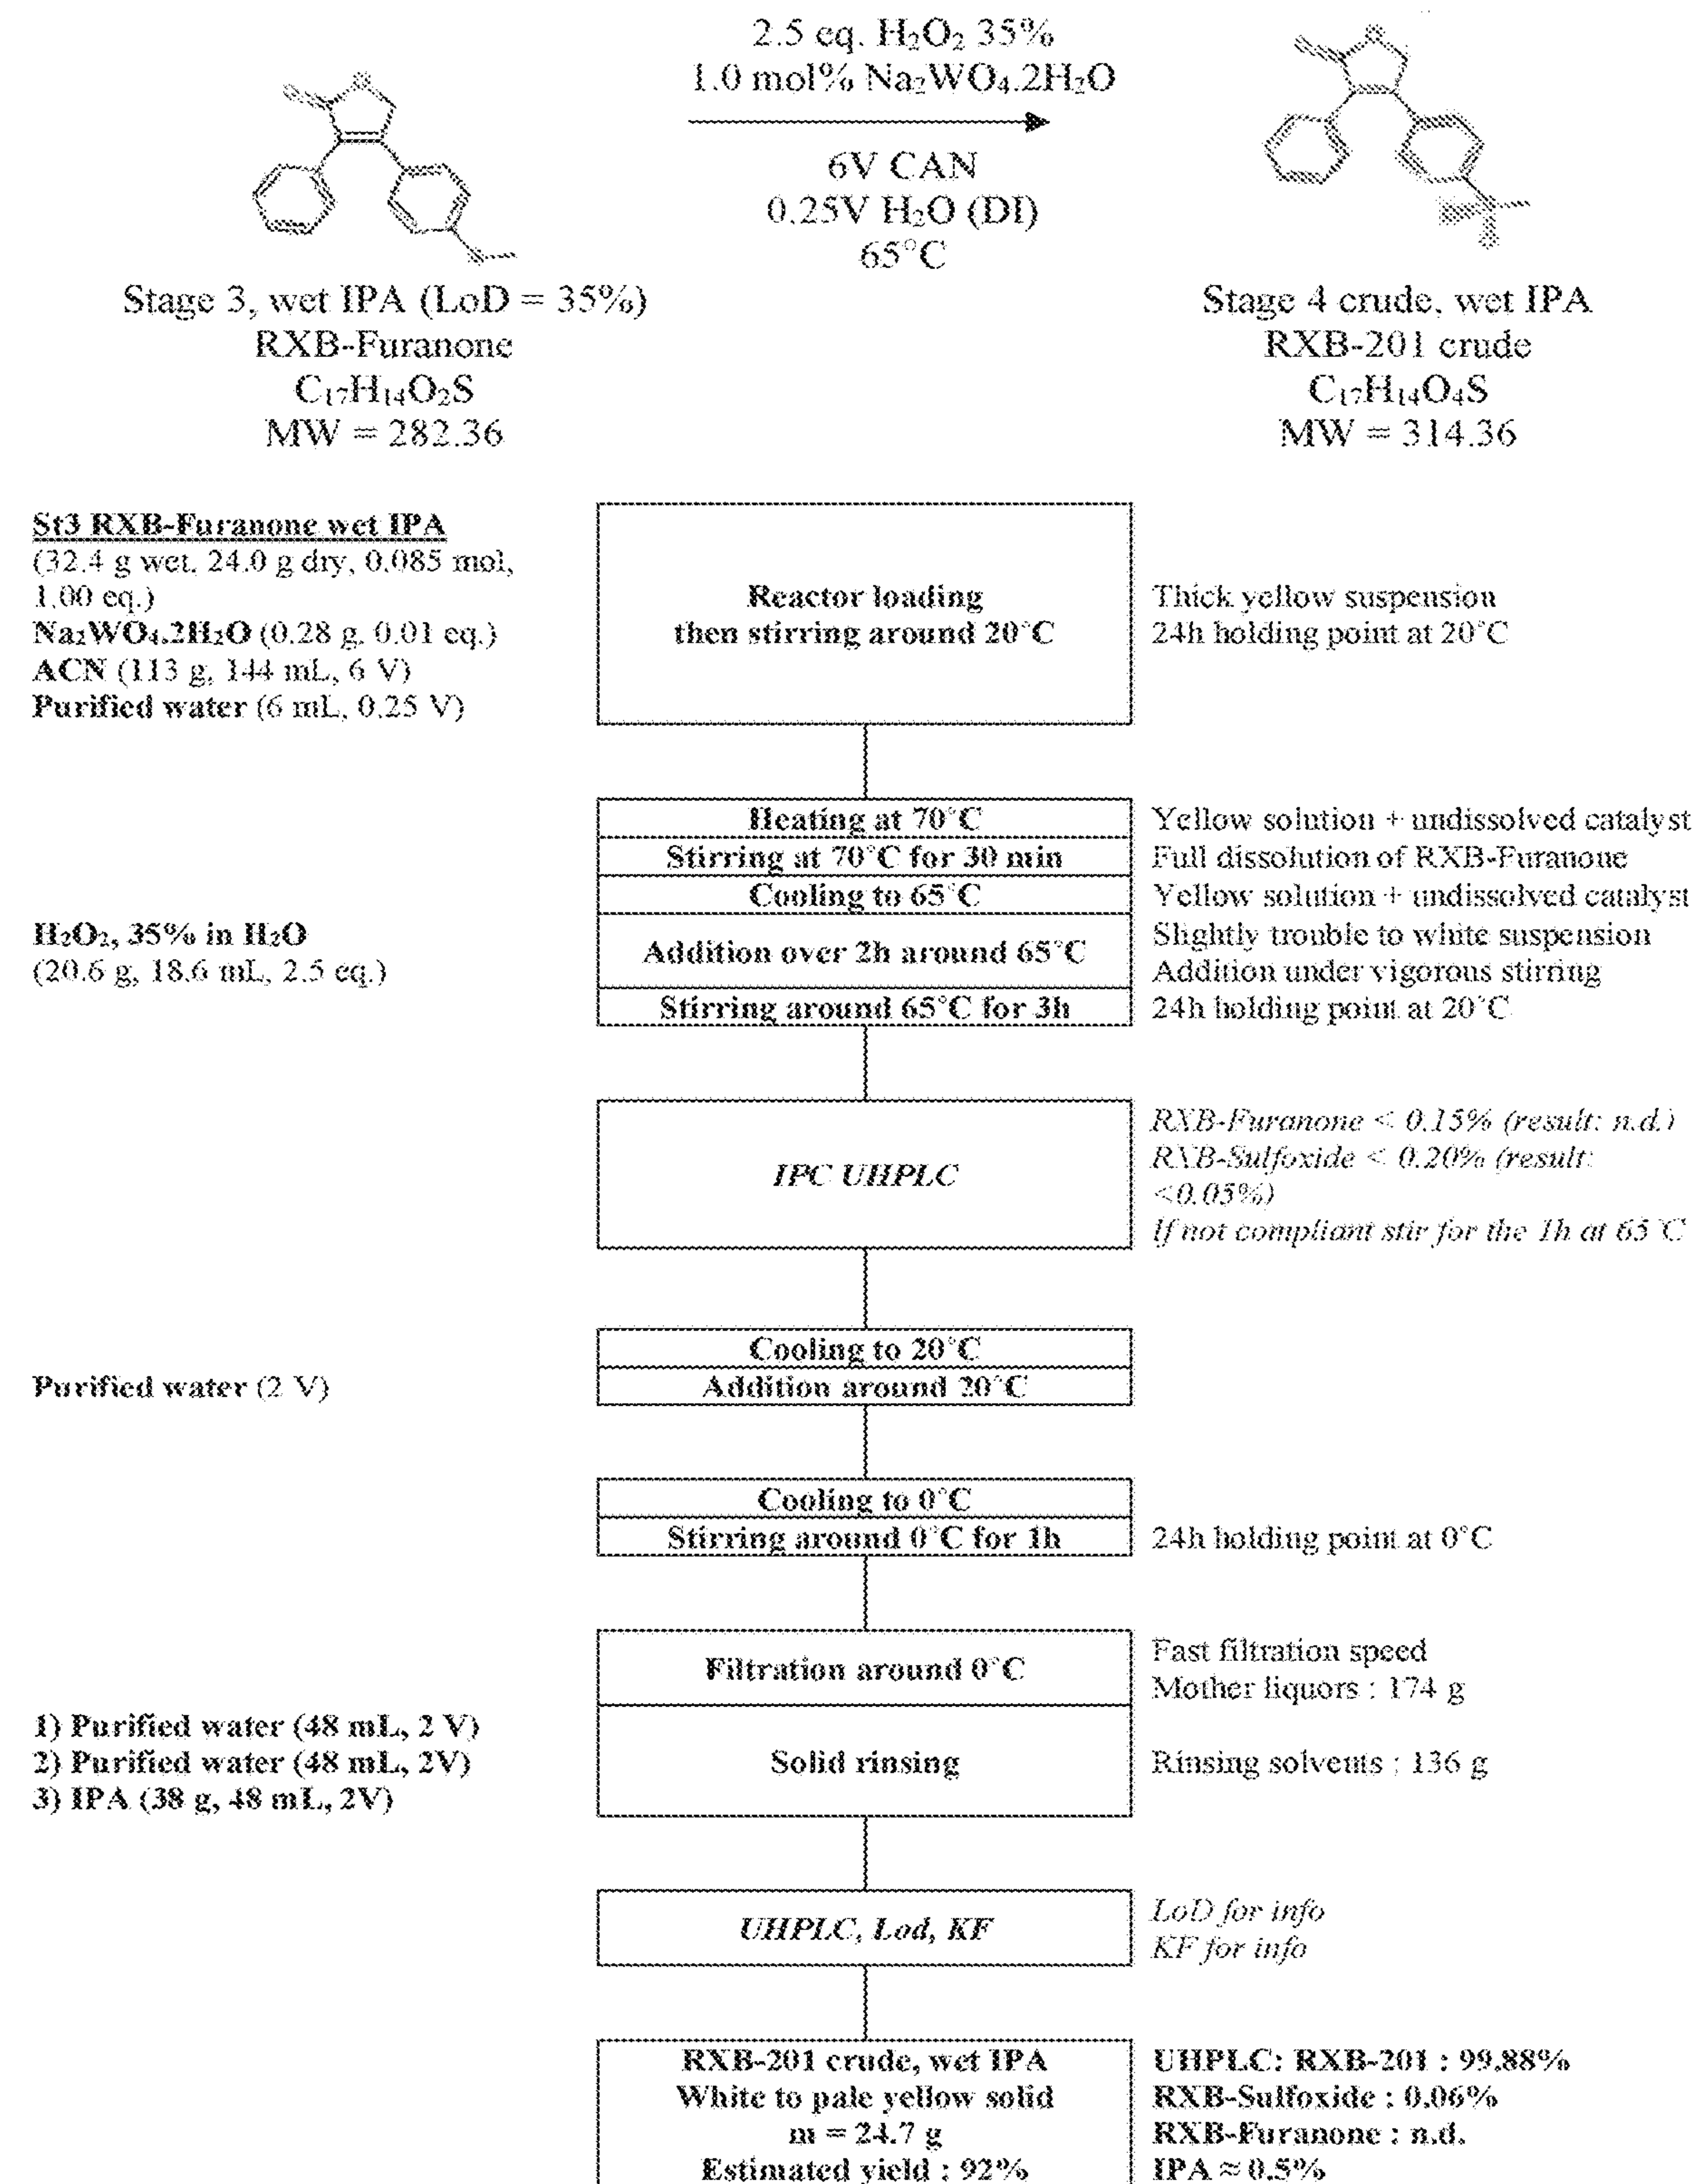 2.5 eq. H₂O₂ 35%
1.0 mol% Na₂WO₄.2H₂O
6V CAN
0.25V H₂O (DI)
65°C
Stage 3, wet IPA (LoD = 35%)
RXB-Furanone
C₁₇H₁₄O₂S
MW = 282.36
Stage 4 crude, wet IPA
RXB-201 crude
C₁₇H₁₄O₄S
MW = 314.36
St3 RXB-Furanone wet IPA
(32.4 g wet, 24.0 g dry, 0.085 mol,
1.00 eq.)
Na₂WO₄.2H₂O (0.28 g, 0.01 eq.)
ACN (113 g, 144 mL, 6 V)
Purified water (6 mL, 0.25 V)
Reactor loading
then stirring around 20°C
Thick yellow suspension
24h holding point at 20°C
Heating at 70°C
Yellow solution + undissolved catalyst
Stirring at 70°C for 30 min
Full dissolution of RXB-Furanone
Cooling to 65°C
Yellow solution + undissolved catalyst
H₂O₂, 35% in H₂O
(20.6 g, 18.6 mL, 2.5 eq.)
Addition over 2h around 65°C
Slightly trouble to white suspension
Addition under vigorous stirring
Stirring around 65°C for 3h
24h holding point at 20°C
IPC UHPLC
RXB-Furanone < 0.15% (result: n.d.)
RXB-Sulfoxide < 0.20% (result:
<0.05%)
If not compliant stir for the 1h at 65°C
Cooling to 20°C
Purified water (2 V)
Addition around 20°C
Cooling to 0°C
Stirring around 0°C for 1h
24h holding point at 0°C
Filtration around 0°C
Fast filtration speed
Mother liquors : 174 g
1) Purified water (48 mL, 2 V)
2) Purified water (48 mL, 2V)
3) IPA (38 g, 48 mL, 2V)
Solid rinsing
Rinsing solvents : 136 g
UHPLC, Lod, KF
LoD for info
KF for info
RXB-201 crude, wet IPA
White to pale yellow solid
m = 24.7 g
Estimated yield : 92%
UHPLC: RXB-201 : 99.88%
RXB-Sulfoxide : 0.06%
RXB-Furanone : n.d.
IPA ≈ 0.5%